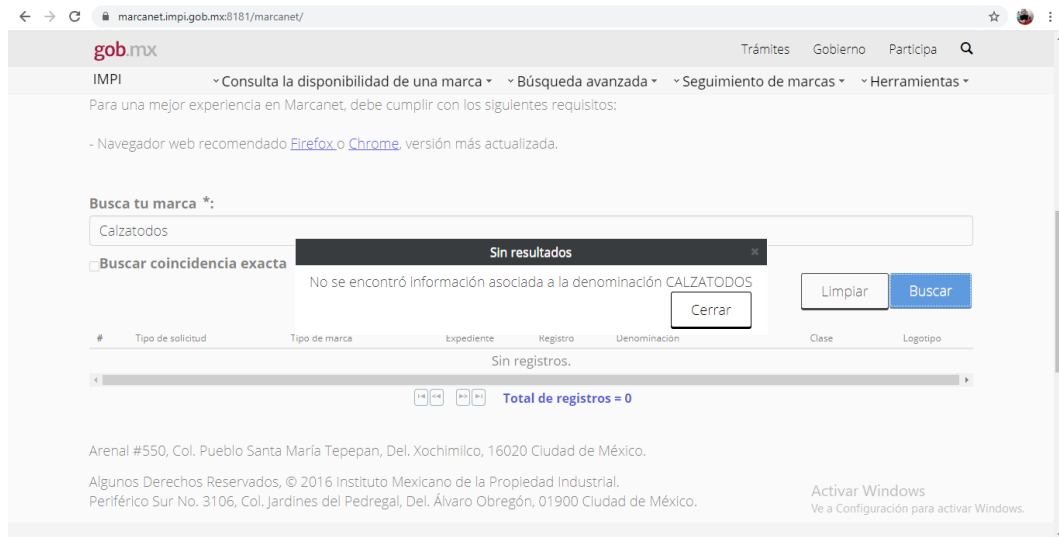 marcanet.impi.gob.mx:8181/marcanet/
gob.mx Trámites Gobierno Participa
IMPI Consulta la disponibilidad de una marca Búsqueda avanzada Seguimiento de marcas Herramientas
Para una mejor experiencia en Marcanet, debe cumplir con los siguientes requisitos:
- Navegador web recomendado Firefox o Chrome, versión más actualizada.
Busca tu marca *:
Calzatodos
Sin resultados ×
Buscar coincidencia exacta
No se encontró información asociada a la denominación CALZATODOS
Cerrar
Limpiar Buscar
# Tipo de solicitud Tipo de marca Expediente Registro Denominación Clase Logotipo
Sin registros.
Total de registros = 0
Arenal #550, Col. Pueblo Santa María Tepepan, Del. Xochimilco, 16020 Ciudad de México.
Algunos Derechos Reservados, © 2016 Instituto Mexicano de la Propiedad Industrial.
Periférico Sur No. 3106, Col. Jardines del Pedregal, Del. Álvaro Obregón, 01900 Ciudad de México.
Activar Windows
Ve a Configuración para activar Windows.